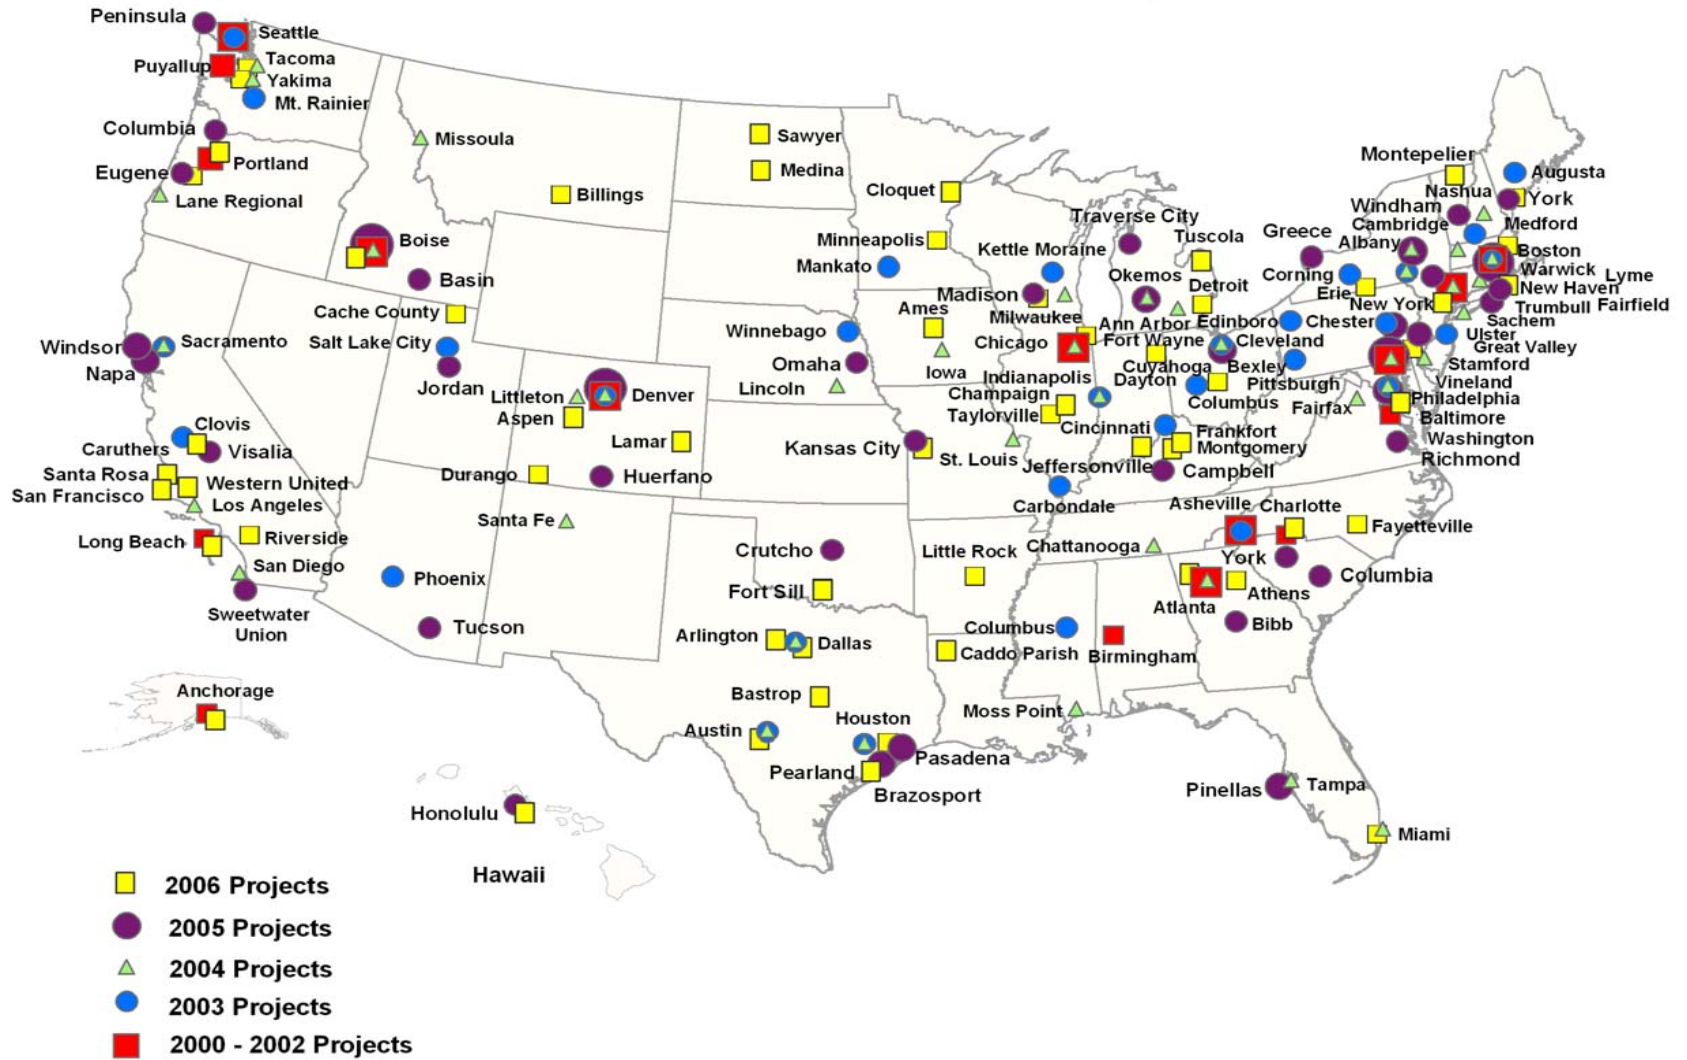 Peninsula
Seattle
Puyallup
Tacoma
Yakima
Mt. Rainier
Columbia
Portland
Eugene
Lane Regional
Missoula
Billings
Sawyer
Medina
Cloquet
Minneapolis
Mankato
Boise
Basin
Cache County
Salt Lake City
Jordan
Windsor
Sacramento
Napa
Clovis
Caruthers
Visalia
Santa Rosa
San Francisco
Western United
Los Angeles
Long Beach
Riverside
San Diego
Sweetwater
Union
Phoenix
Tucson
Littleton
Denver
Aspen
Lamar
Durango
Huerfano
Santa Fe
Winnebago
Omaha
Lincoln
Kansas City
St. Louis
Ames
Iowa
Traverse City
Tuscola
Kettle Moraine
Okemos
Detroit
Madison
Milwaukee
Ann Arbor
Chicago
Fort Wayne
Edinboro
Cleveland
Cuyahoga
Bexley
Indianapolis
Dayton
Champaign
Taylorville
Columbus
Pittsburgh
Cincinnati
Frankfort
Montgomery
Jeffersonville
Campbell
Carbondale
Montepelier
Augusta
Nashua
York
Windham
Medford
Cambridge
Greece
Albany
Boston
Warwick
Lyme
Corning
New Haven
Erie
New York
Trumbull
Fairfield
Sachem
Chester
Ulster
Great Valley
Stamford
Vineland
Philadelphia
Fairfax
Baltimore
Washington
Richmond
Asheville
Charlotte
Fayetteville
Chattanooga
York
Columbia
Athens
Atlanta
Bibb
Little Rock
Crutcho
Fort Sill
Arlington
Dallas
Caddo Parish
Columbus
Birmingham
Bastrop
Austin
Houston
Moss Point
Pasadena
Pearland
Brazosport
Pinellas
Tampa
Miami
Anchorage
Honolulu
Hawaii
2006 Projects
2005 Projects
2004 Projects
2003 Projects
2000 - 2002 Projects